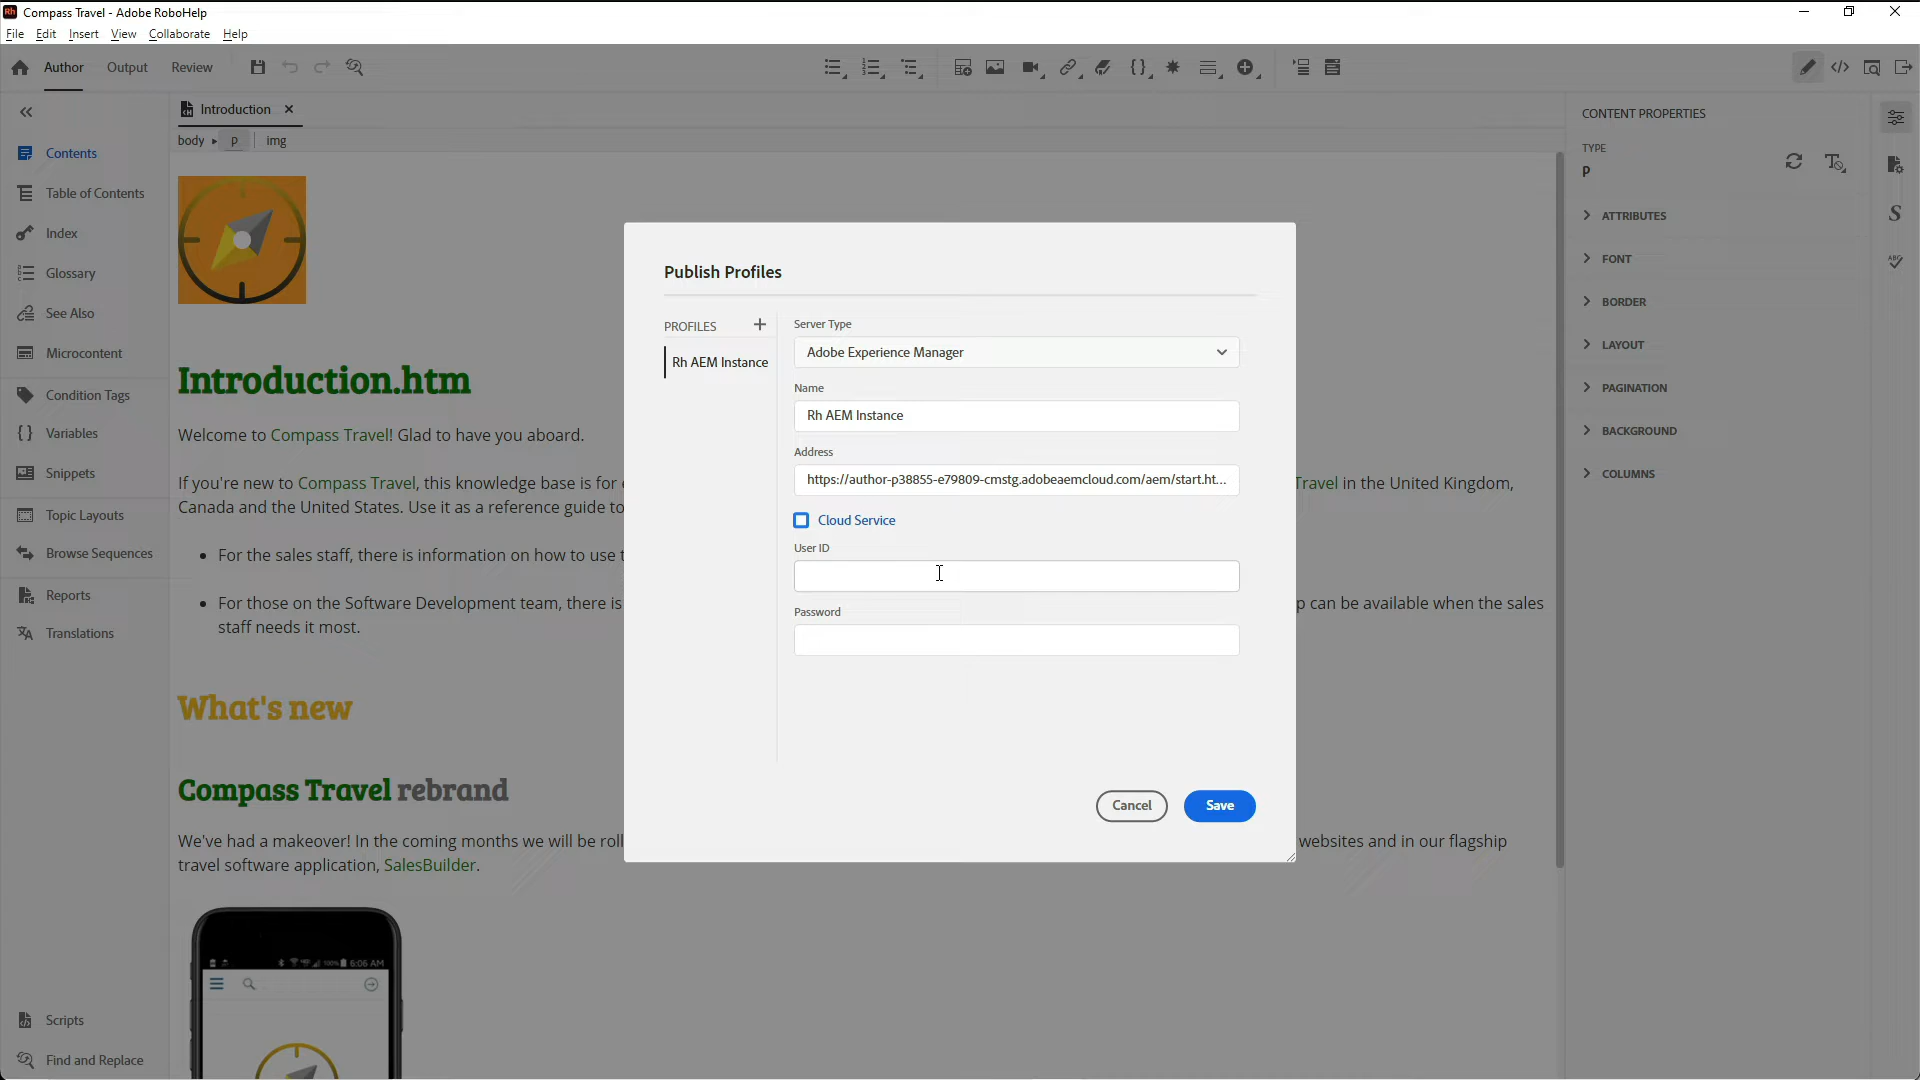 Rh Compass Travel - Adobe RoboHelp
File Edit Insert View Collaborate Help
Author Output Review
Introduction
body p img
Contents
Table of Contents
Index
Glossary
See Also
Microcontent
Condition Tags
Variables
Snippets
Topic Layouts
Browse Sequences
Reports
Translations
Scripts
Find and Replace
Introduction.htm
Welcome to Compass Travel! Glad to have you aboard.
If you're new to Compass Travel, this knowledge base is for
Travel in the United Kingdom,
Canada and the United States. Use it as a reference guide to
For the sales staff, there is information on how to use
For those on the Software Development team, there is
p can be available when the sales
staff needs it most.
What's new
Compass Travel rebrand
We've had a makeover! In the coming months we will be
websites and in our flagship
travel software application, SalesBuilder.
100% 6:06 AM
Publish Profiles
PROFILES
Rh AEM Instance
Server Type
Adobe Experience Manager
Name
Rh AEM Instance
Address
https://author-p38855-e79809-cmstg.adobeaemcloud.com/aem/start.ht...
Cloud Service
User ID
Password
Cancel Save
CONTENT PROPERTIES
TYPE
p
ATTRIBUTES
FONT
BORDER
LAYOUT
PAGINATION
BACKGROUND
COLUMNS
S
ABC